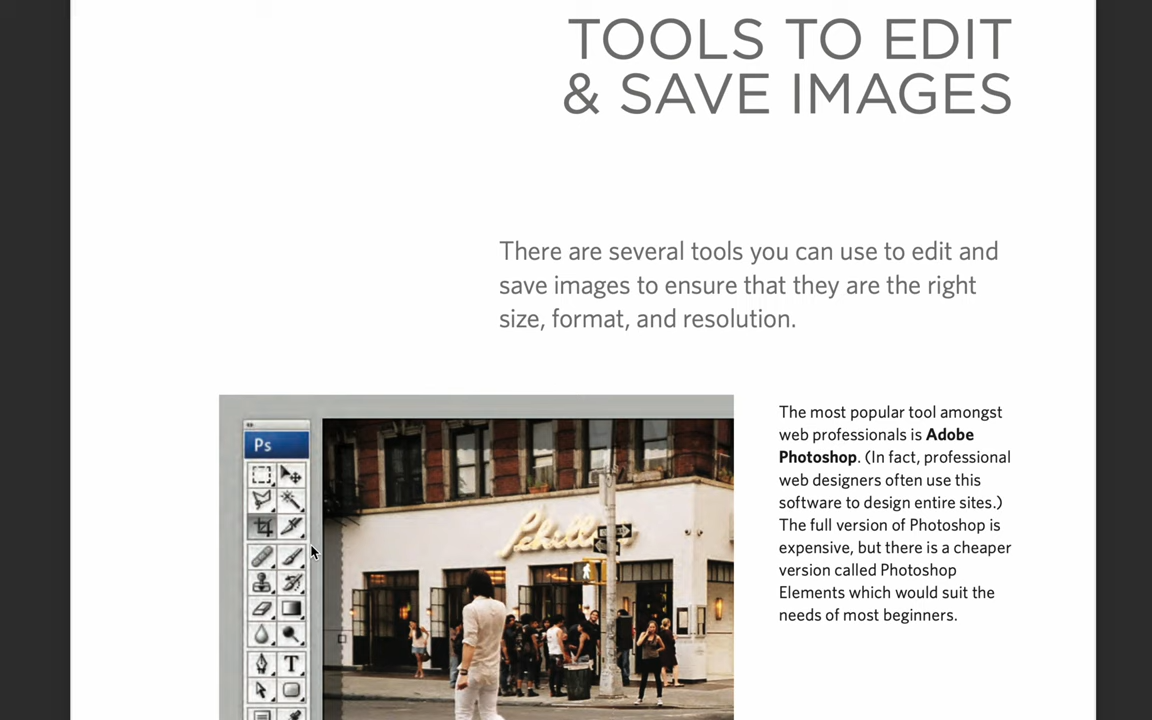 TOOLS TO EDIT
& SAVE IMAGES
There are several tools you can use to edit and
save images to ensure that they are the right
size, format, and resolution.
Ps
T
Schill
The most popular tool amongst
web professionals is Adobe
Photoshop. (In fact, professional
web designers often use this
software to design entire sites.)
The full version of Photoshop is
expensive, but there is a cheaper
version called Photoshop
Elements which would suit the
needs of most beginners.